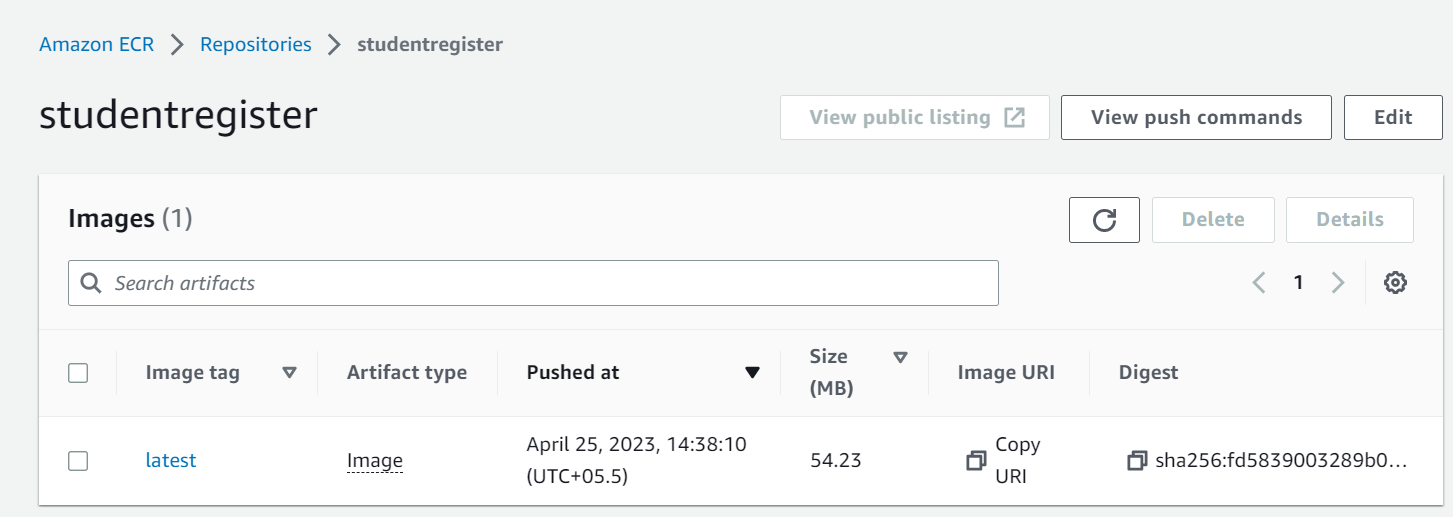 Amazon ECR > Repositories > studentregister
studentregister
View public listing
View push commands
Edit
Images (1)
Delete
Details
Search artifacts
1
Image tag
Artifact type
Pushed at
Size
(MB)
Image URI
Digest
latest
Image
April 25, 2023, 14:38:10
(UTC+05.5)
54.23
Copy
URI
sha256:fd5839003289b0...